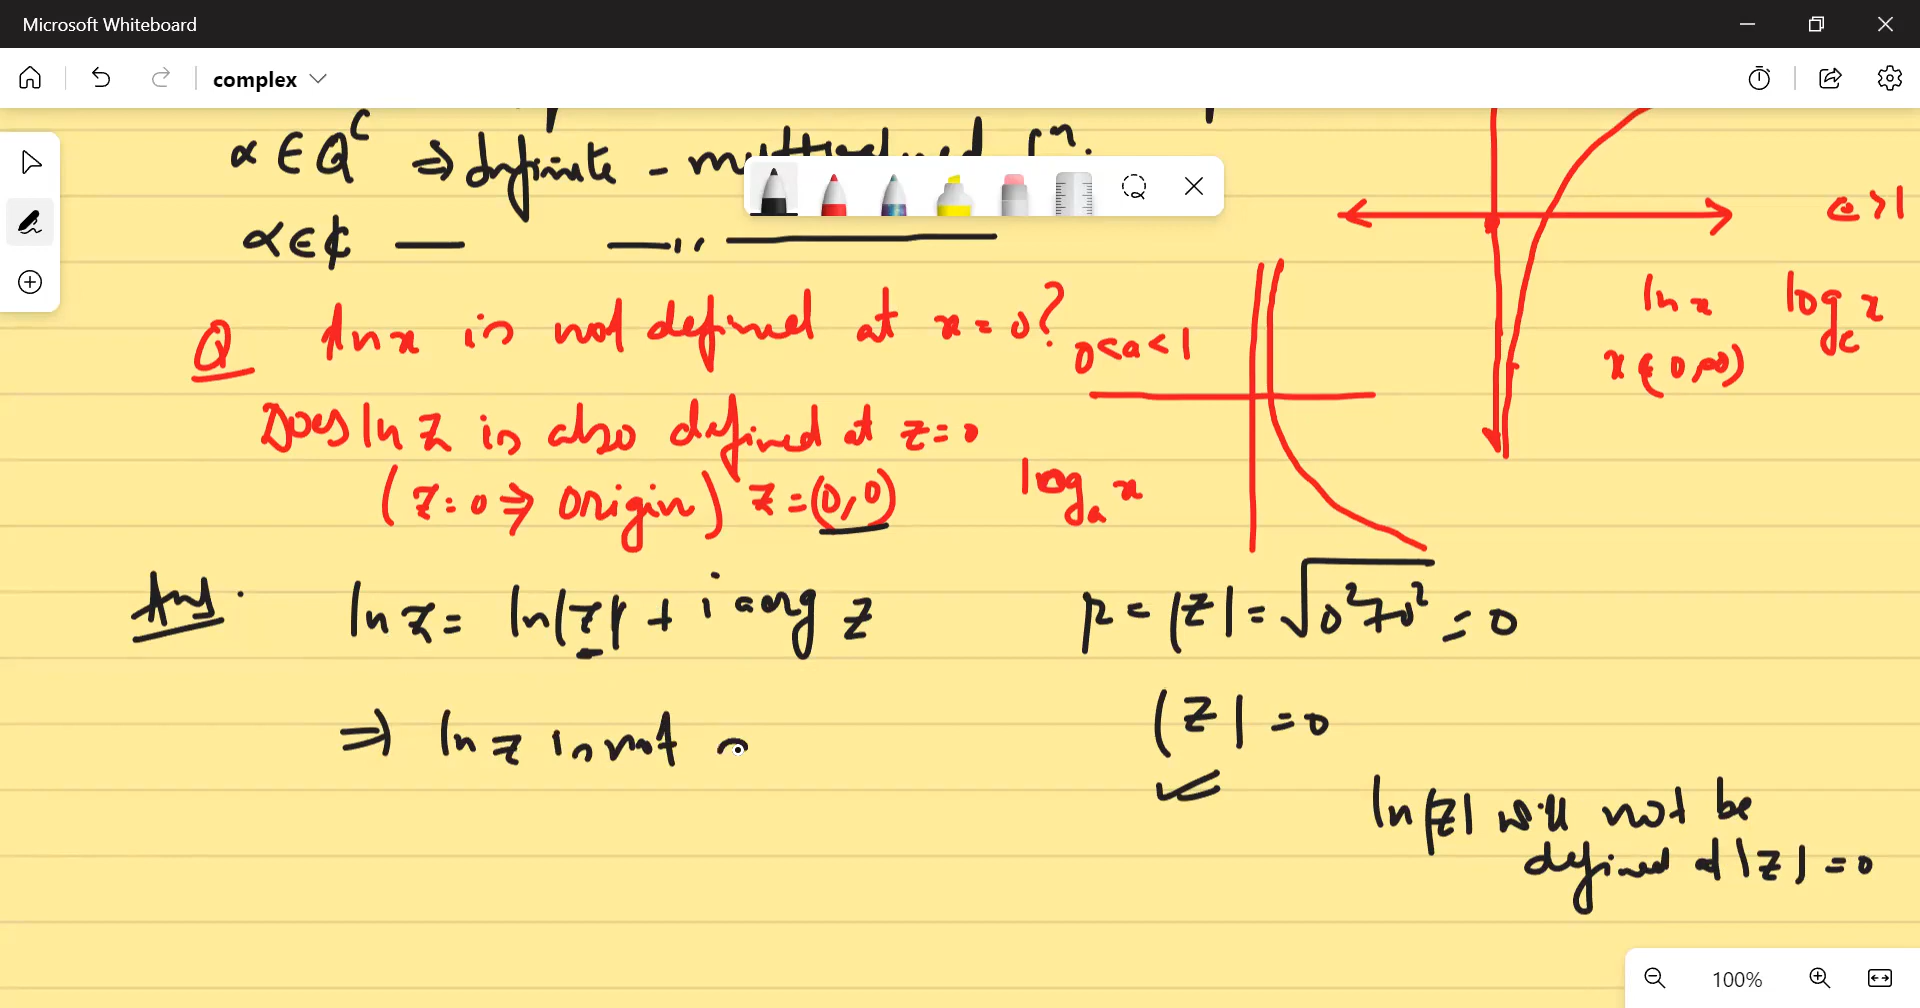 Microsoft Whiteboard
complex
α ∈ Q^C ⇒ Infinite - multivalued fⁿ.
α ∈ ₵ — — ''
Q ln x is not defined at x = 0?
Does ln z is also defined at z = 0
(z = 0 ⇒ origin) z = (0,0)
0 < a < 1
log_a x
c > 1
ln x log_c x
x ∈ (0, ∞)
Ans. ln z = ln |z| + i arg z
r = |z| = √(0²+0²) = 0
⇒ ln z is not
|z| = 0
ln |z| will not be
defined at |z| = 0
100%